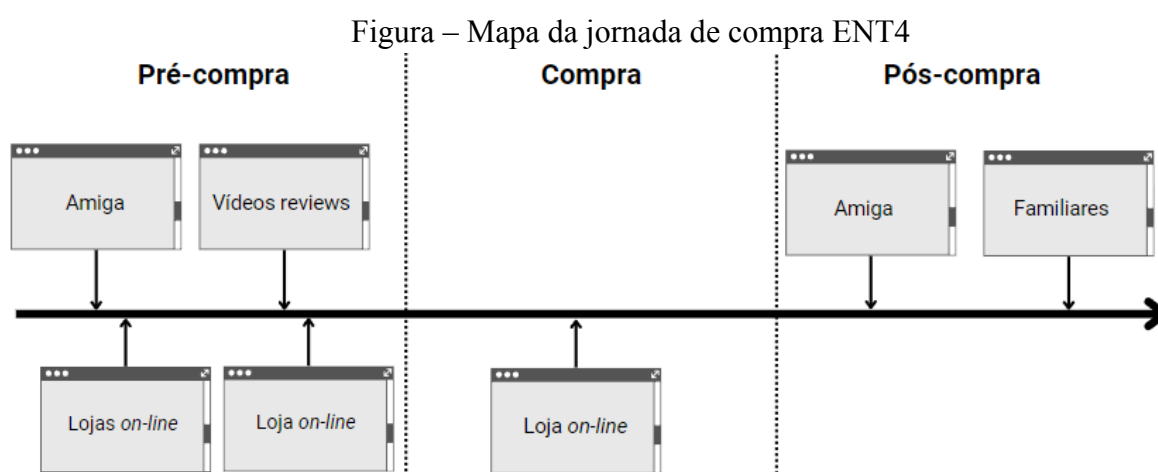 Figura – Mapa da jornada de compra ENT4
Pré-compra
Compra
Pós-compra
Amiga
Vídeos reviews
Amiga
Familiares
Lojas on-line
Loja on-line
Loja on-line